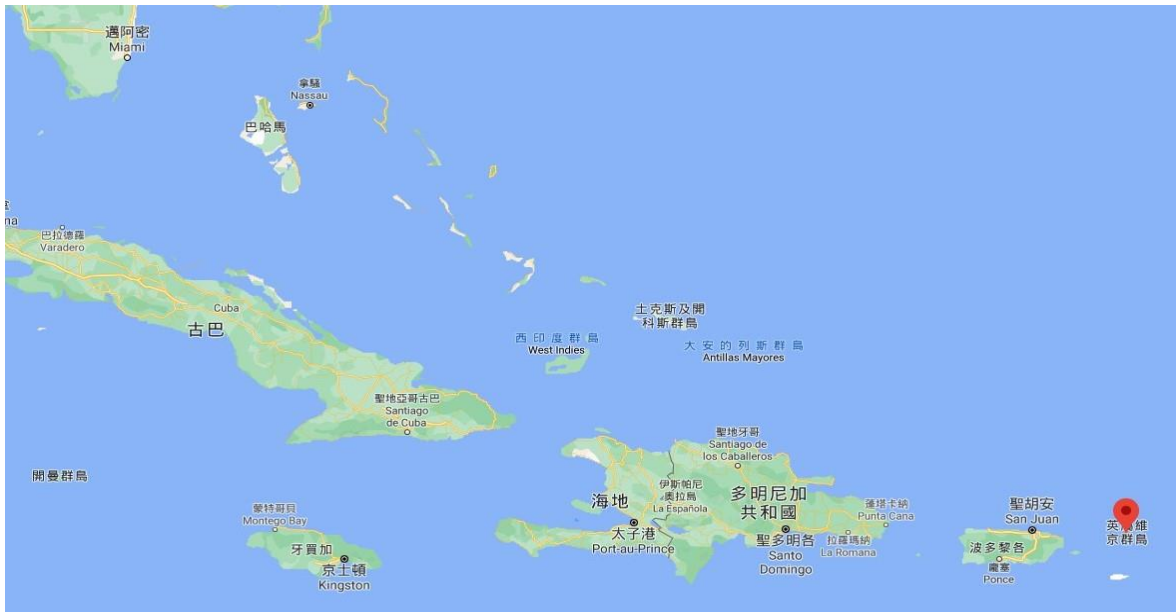 邁阿密
Miami
拿騷
Nassau
巴哈馬
na
巴拉德羅
Varadero
Cuba
古巴
土克斯及開
科斯群島
西印度群島
West Indies
大安的列斯群島
Antillas Mayores
聖地亞哥古巴
Santiago
de Cuba
聖地牙哥
Santiago de
los Caballeros
開曼群島
伊斯帕尼
奧拉島
La Española
海地
多明尼加
共和國
蓬塔卡納
Punta Cana
聖胡安
San Juan
蒙特哥貝
Montego Bay
太子港
Port-au-Prince
聖多明各
Santo
Domingo
拉羅瑪納
La Romana
英屬維
京群島
牙買加
京士頓
Kingston
波多黎各
龐塞
Ponce